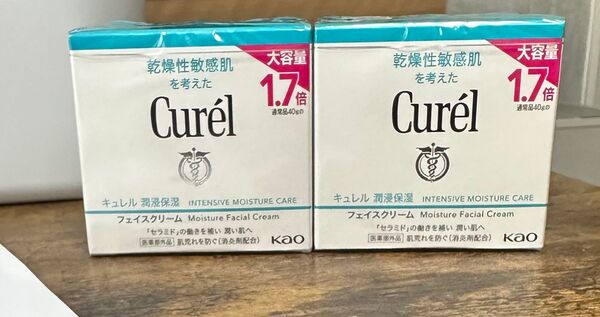 乾燥性敏感肌
を考えた
大容量
1.7倍
通常品40gの
Curél
キュレル 潤浸保湿 INTENSIVE MOISTURE CARE
フェイスクリーム Moisture Facial Cream
「セラミド」の働きを補い 潤い肌へ
医薬部外品 肌荒れを防ぐ(消炎剤配合)
Kao
乾燥性敏感肌
を考えた
大容量
1.7倍
通常品40gの
Curél
キュレル 潤浸保湿 INTENSIVE MOISTURE CARE
フェイスクリーム Moisture Facial Cream
「セラミド」の働きを補い 潤い肌へ
医薬部外品 肌荒れを防ぐ(消炎剤配合)
Kao